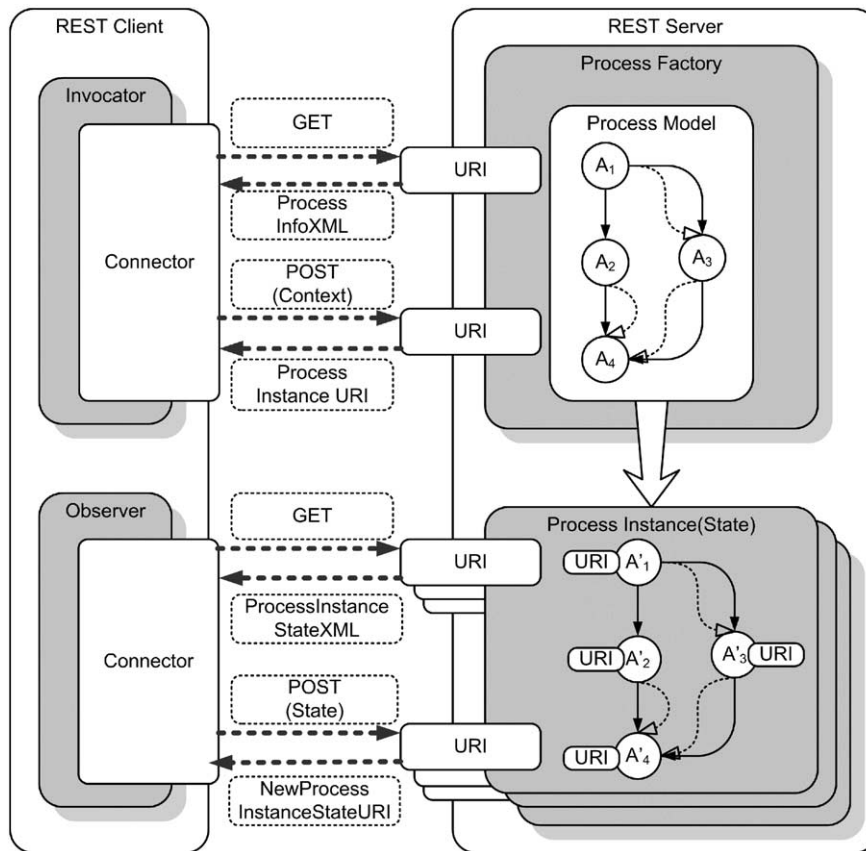 REST Client
REST Server
Invocator
Process Factory
GET
Process Model
URI
A₁
Process
InfoXML
Connector
A₂
A₃
POST
(Context)
URI
A₄
Process
Instance URI
Observer
GET
Process Instance(State)
URI
URI
A'₁
ProcessInstance
StateXML
Connector
URI
A'₂
A'₃
URI
POST
(State)
URI
URI
A'₄
NewProcess
InstanceStateURI